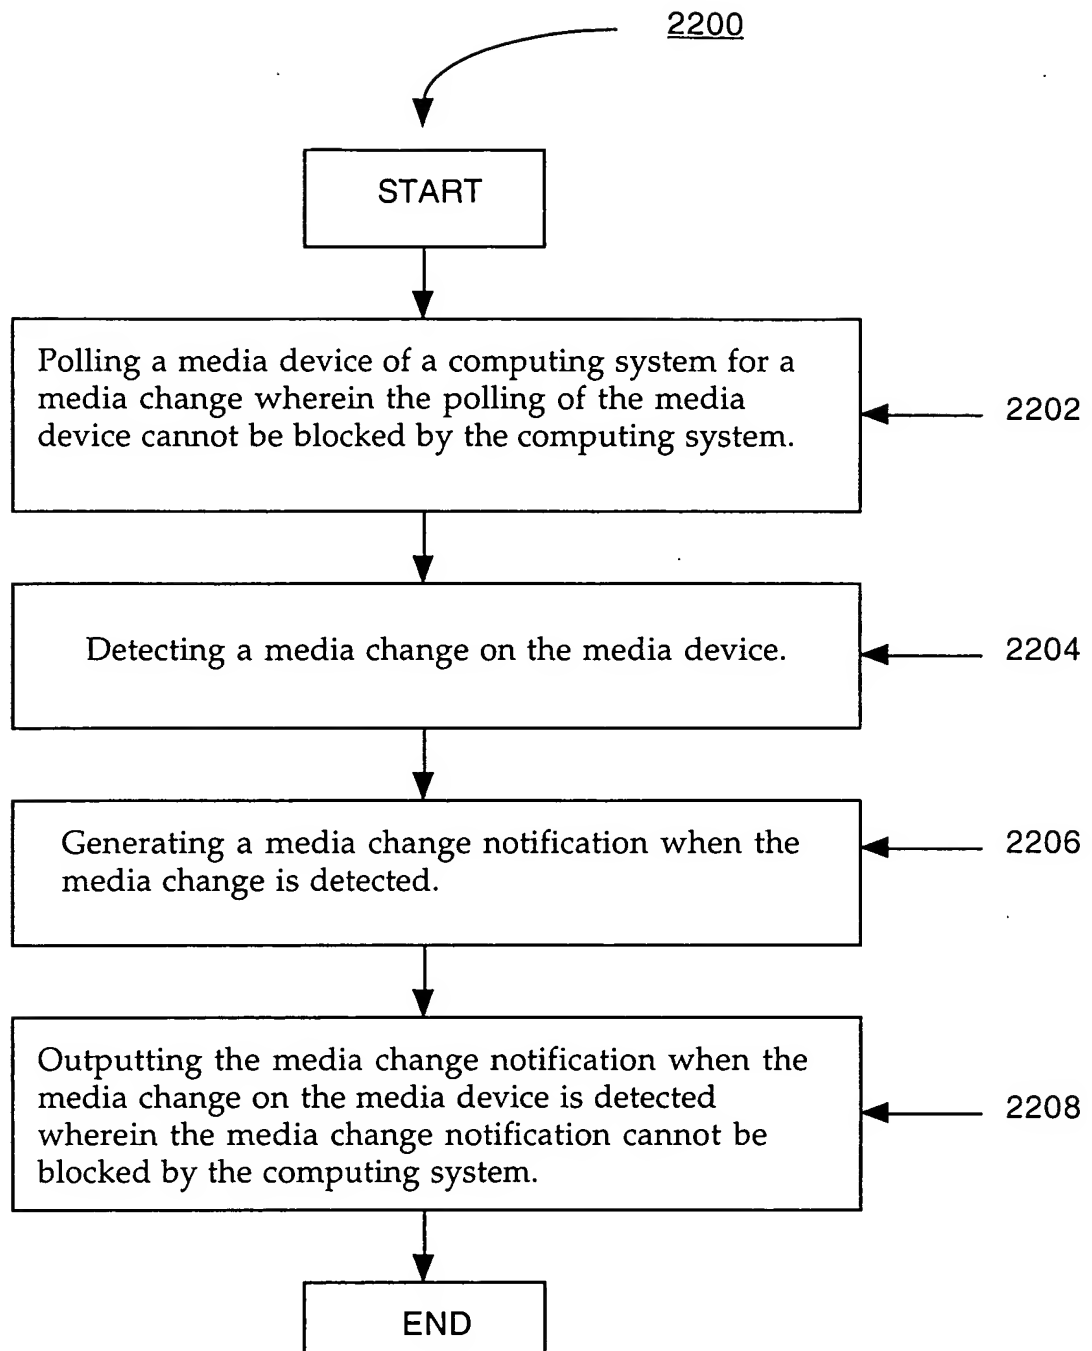 2200
START
Polling a media device of a computing system for a
media change wherein the polling of the media
device cannot be blocked by the computing system.
2202
Detecting a media change on the media device.
2204
Generating a media change notification when the
media change is detected.
2206
Outputting the media change notification when the
media change on the media device is detected
wherein the media change notification cannot be
blocked by the computing system.
2208
END